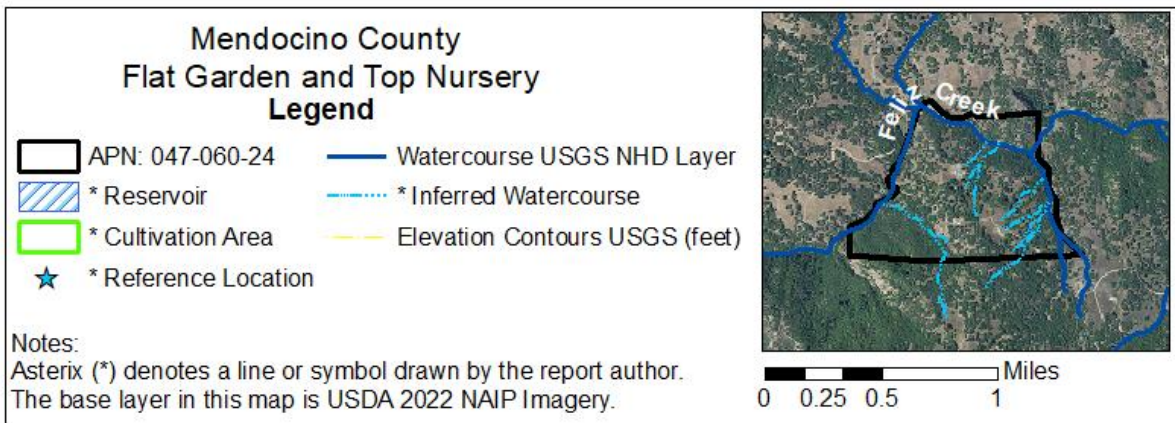 Mendocino County
Flat Garden and Top Nursery
Legend
APN: 047-060-24
Watercourse USGS NHD Layer
* Reservoir
* Inferred Watercourse
* Cultivation Area
Elevation Contours USGS (feet)
* Reference Location
Notes:
Asterix (*) denotes a line or symbol drawn by the report author.
The base layer in this map is USDA 2022 NAIP Imagery.
Feliz Creek
Miles
0 0.25 0.5 1